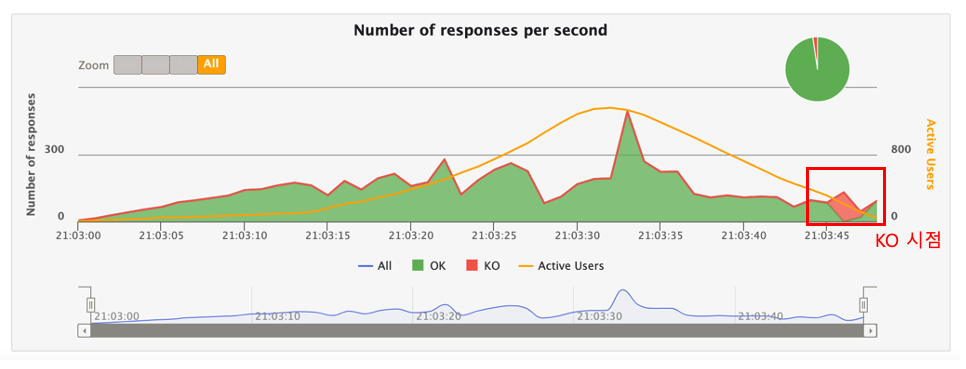 Number of responses per second
Zoom All
Number of responses
300
0
Active Users
800
0
21:03:00 21:03:05 21:03:10 21:03:15 21:03:20 21:03:25 21:03:30 21:03:35 21:03:40 21:03:45
KO 시점
All OK KO Active Users
21:03:00 21:03:10 21:03:20 21:03:30 21:03:40